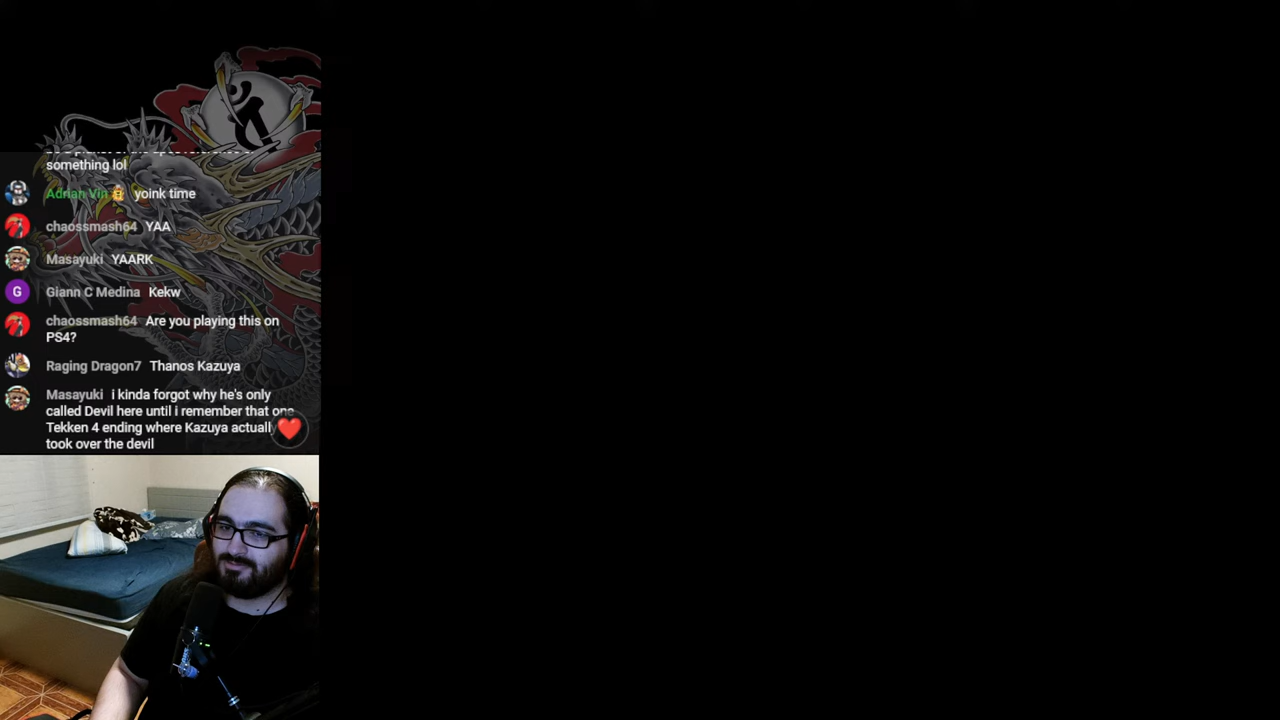 something lol
Adrian Vin yoink time
chaossmash64 YAA
Masayuki YAARK
G Giann C Medina Kekw
chaossmash64 Are you playing this on
PS4?
Raging Dragon7 Thanos Kazuya
Masayuki i kinda forgot why he's only
called Devil here until i remember that one
Tekken 4 ending where Kazuya actually
took over the devil